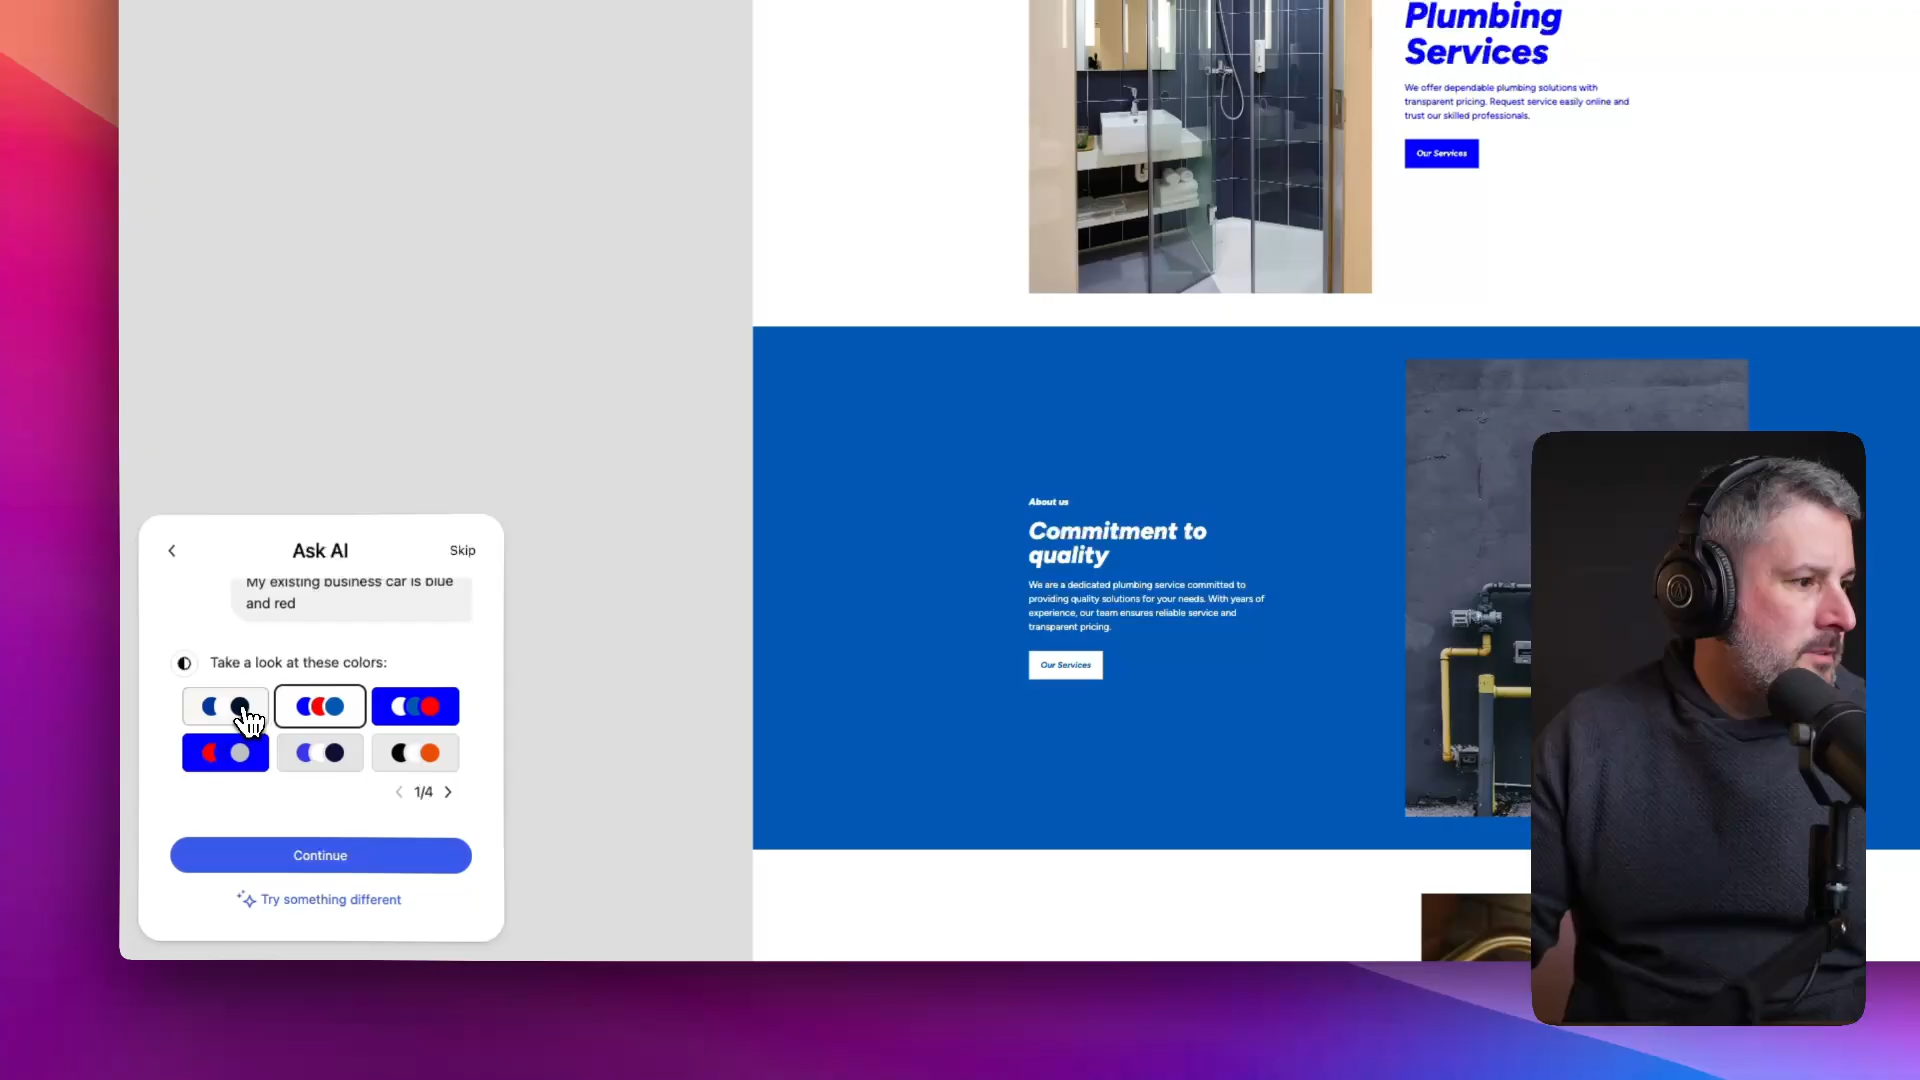 Plumbing
Services
We offer dependable plumbing solutions with
transparent pricing. Request service easily online and
trust our skilled professionals.
Our Services
About us
Commitment to
quality
We are a dedicated plumbing service committed to
providing quality solutions for your needs. With years of
experience, our team ensures reliable service and
transparent pricing.
Our Services
Ask AI
Skip
My existing business car is blue
and red
Take a look at these colors:
1/4
Continue
Try something different